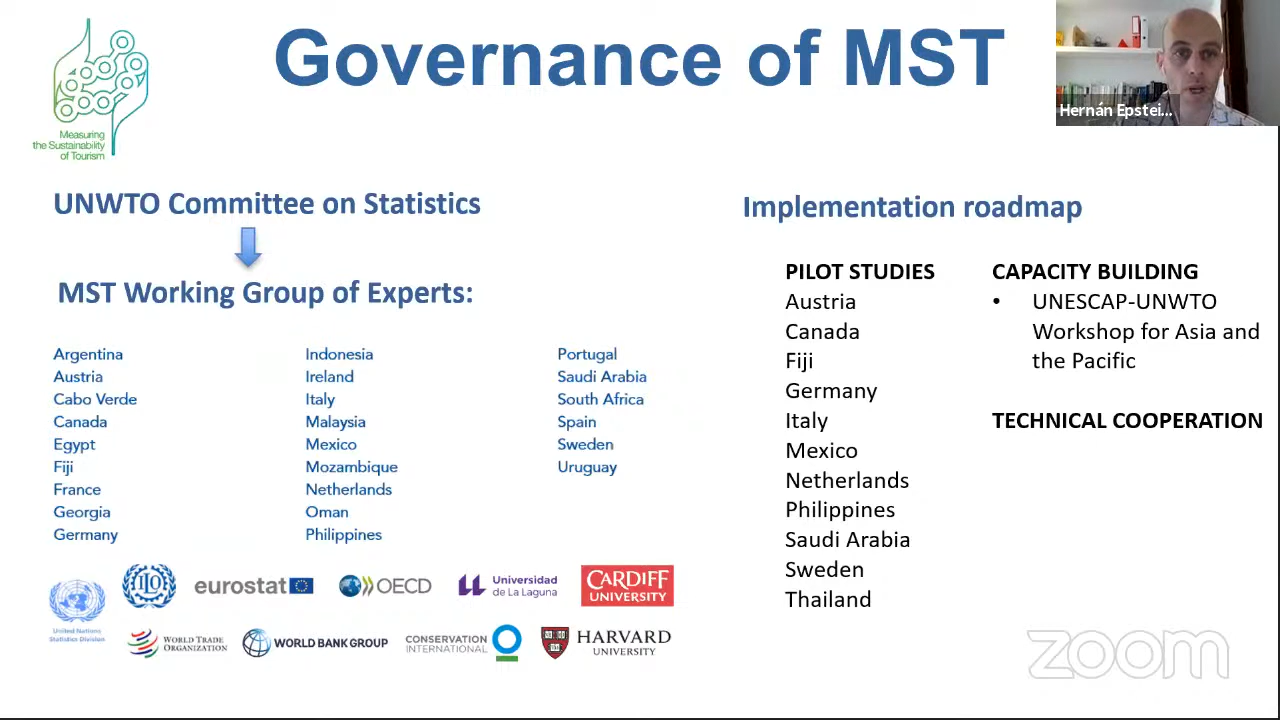 Governance of MST
Hernán Epstei...
Measuring
the Sustainability
of Tourism
UNWTO Committee on Statistics
MST Working Group of Experts:
Argentina
Austria
Cabo Verde
Canada
Egypt
Fiji
France
Georgia
Germany
Indonesia
Ireland
Italy
Malaysia
Mexico
Mozambique
Netherlands
Oman
Philippines
Portugal
Saudi Arabia
South Africa
Spain
Sweden
Uruguay
United Nations
Statistics Division
ILO
eurostat
OECD
Universidad
de La Laguna
CARDIFF
UNIVERSITY
WORLD TRADE
ORGANIZATION
WORLD BANK GROUP
CONSERVATION
INTERNATIONAL
HARVARD
UNIVERSITY
Implementation roadmap
PILOT STUDIES
Austria
Canada
Fiji
Germany
Italy
Mexico
Netherlands
Philippines
Saudi Arabia
Sweden
Thailand
CAPACITY BUILDING
• UNESCAP-UNWTO
Workshop for Asia and
the Pacific
TECHNICAL COOPERATION
zoom